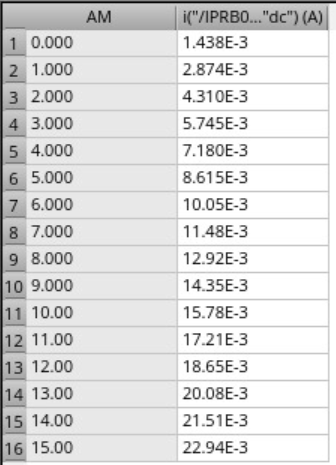 AM i("/IPRB0..."dc") (A)
1 0.000 1.438E-3
2 1.000 2.874E-3
3 2.000 4.310E-3
4 3.000 5.745E-3
5 4.000 7.180E-3
6 5.000 8.615E-3
7 6.000 10.05E-3
8 7.000 11.48E-3
9 8.000 12.92E-3
10 9.000 14.35E-3
11 10.00 15.78E-3
12 11.00 17.21E-3
13 12.00 18.65E-3
14 13.00 20.08E-3
15 14.00 21.51E-3
16 15.00 22.94E-3